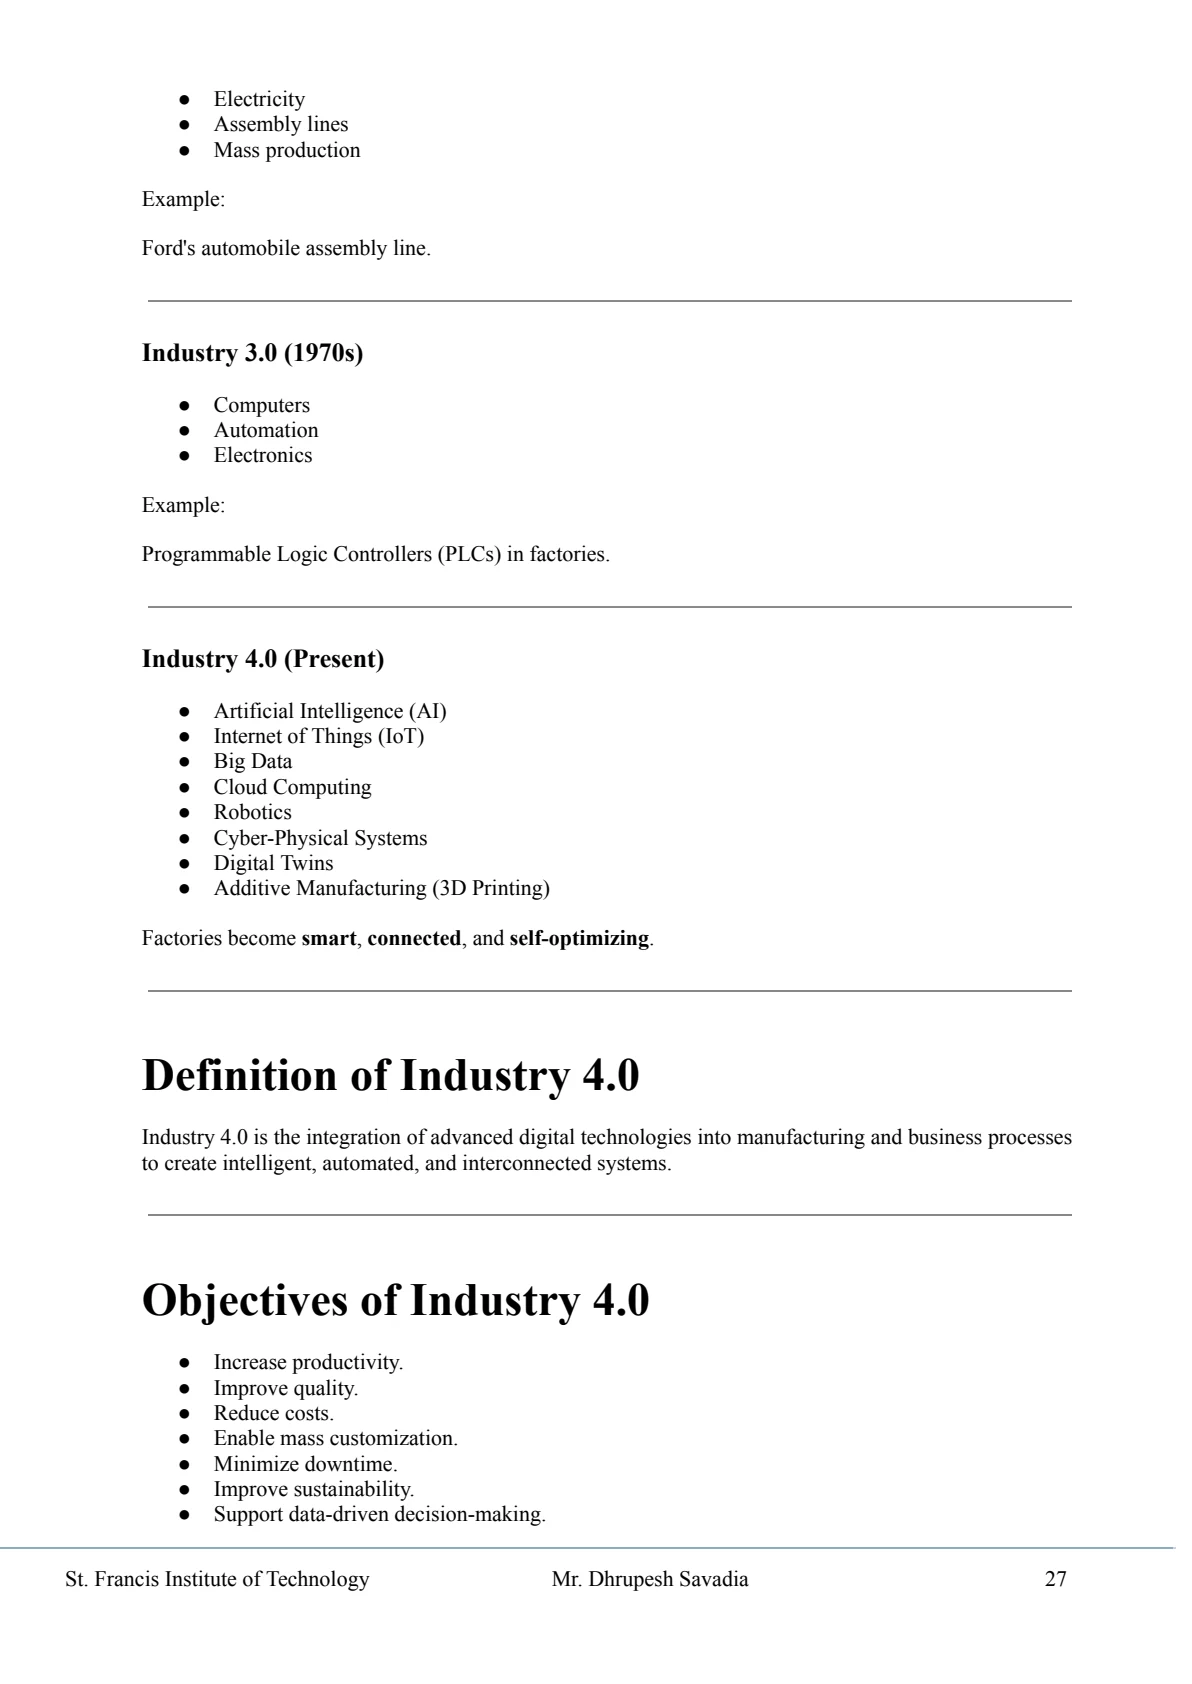 ● Electricity
● Assembly lines
● Mass production
Example:
Ford's automobile assembly line.
Industry 3.0 (1970s)
● Computers
● Automation
● Electronics
Example:
Programmable Logic Controllers (PLCs) in factories.
Industry 4.0 (Present)
● Artificial Intelligence (AI)
● Internet of Things (IoT)
● Big Data
● Cloud Computing
● Robotics
● Cyber-Physical Systems
● Digital Twins
● Additive Manufacturing (3D Printing)
Factories become smart, connected, and self-optimizing.
Definition of Industry 4.0
Industry 4.0 is the integration of advanced digital technologies into manufacturing and business processes
to create intelligent, automated, and interconnected systems.
Objectives of Industry 4.0
● Increase productivity.
● Improve quality.
● Reduce costs.
● Enable mass customization.
● Minimize downtime.
● Improve sustainability.
● Support data-driven decision-making.
St. Francis Institute of Technology Mr. Dhrupesh Savadia 27